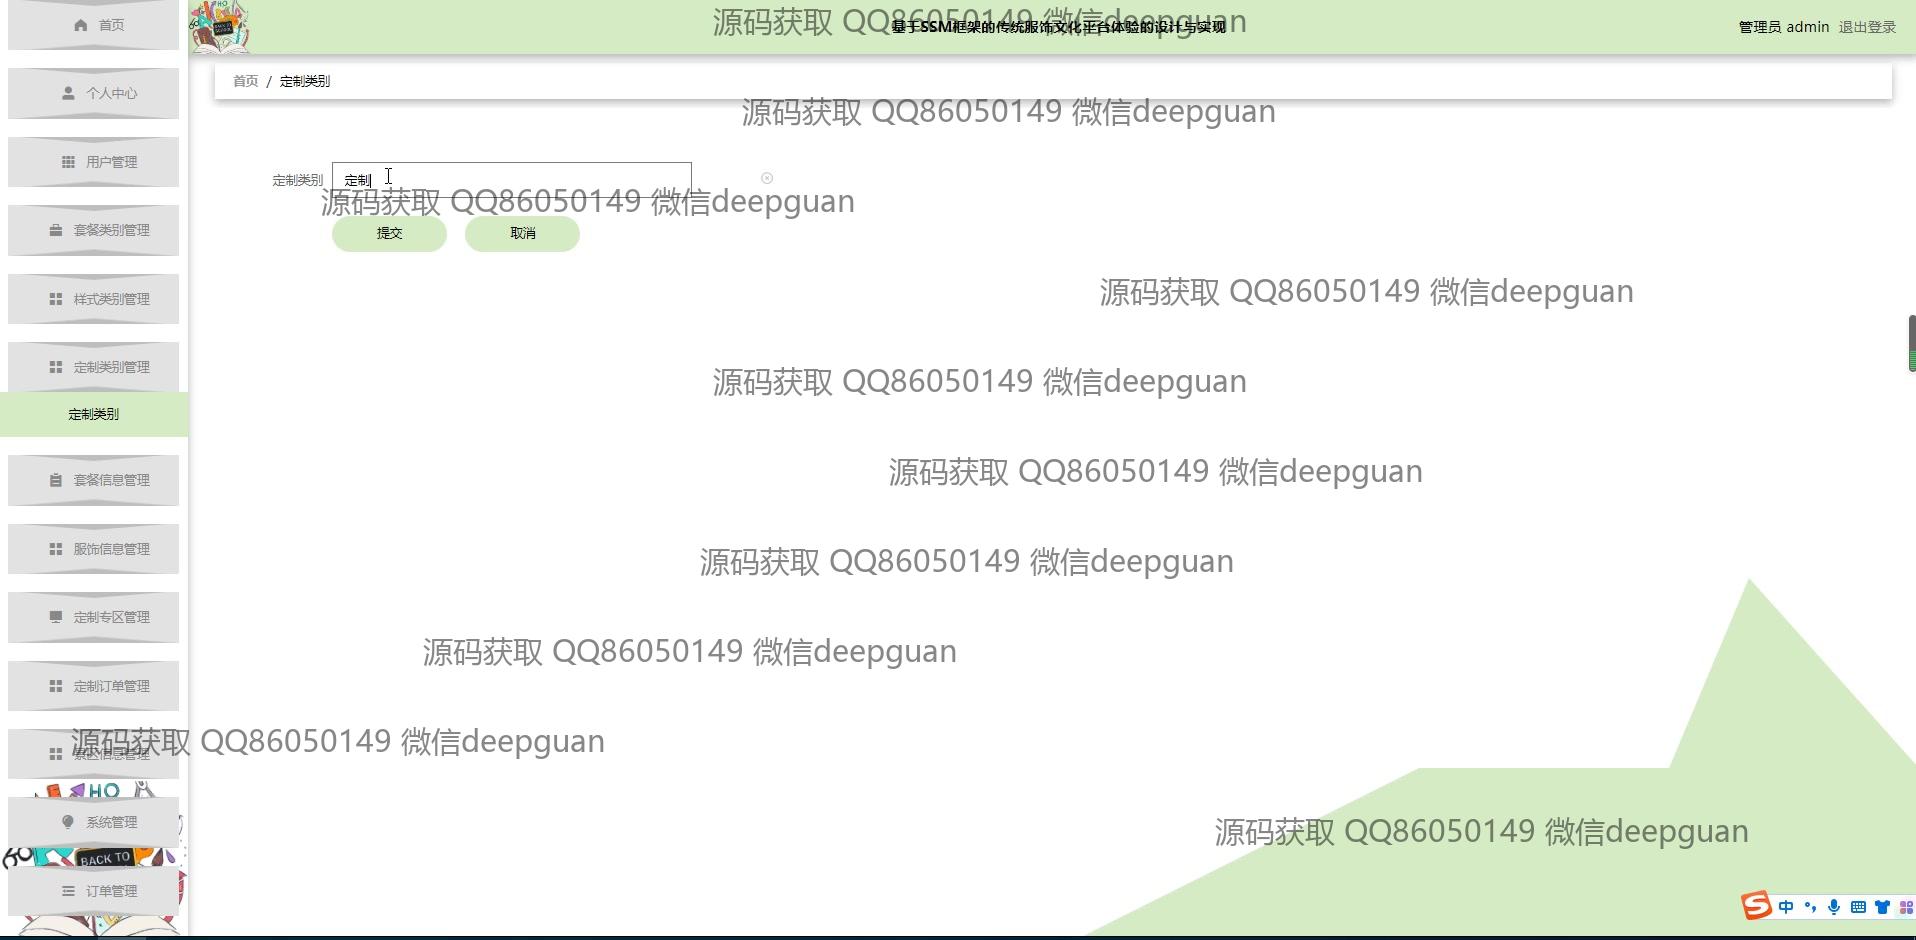 首页
个人中心
用户管理
套餐类别管理
样式类别管理
定制类别管理
定制类别
套餐信息管理
服饰信息管理
定制专区管理
定制订单管理
景区信息管理
系统管理
订单管理
HO
BACK TO
源码获取 QQ86050149 微信deepguan
基于SSM框架的传统服饰文化平台体验的设计与实现
管理员 admin 退出登录
首页 / 定制类别
源码获取 QQ86050149 微信deepguan
定制类别 定制
源码获取 QQ86050149 微信deepguan
提交 取消
源码获取 QQ86050149 微信deepguan
源码获取 QQ86050149 微信deepguan
源码获取 QQ86050149 微信deepguan
源码获取 QQ86050149 微信deepguan
源码获取 QQ86050149 微信deepguan
源码获取 QQ86050149 微信deepguan
源码获取 QQ86050149 微信deepguan
中